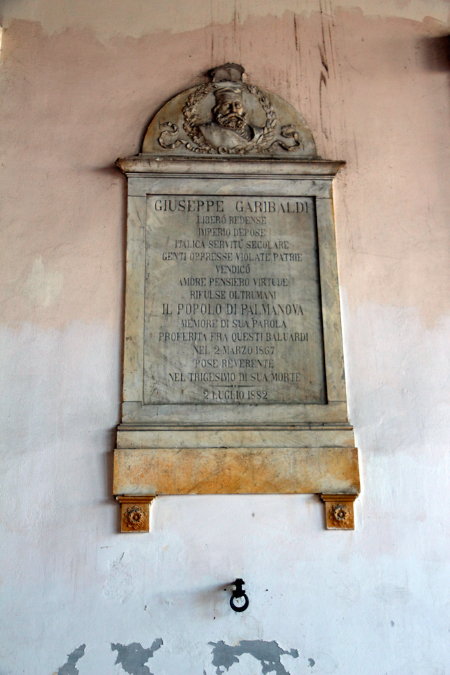 GIUSEPPE GARIBALDI
LIBERÒ REDENSE
IMPERIO DEPOSE
ITALICA SERVITÙ SECOLARE
GENTI OPPRESSE VIOLATE PATRIE
VENDICÒ
AMORE PENSIERO VIRTUDE
RIFULSE OLTRUMANI
IL POPOLO DI PALMANOVA
MEMORE DI SUA PAROLA
PROFERITA FRA QUESTI BALUARDI
NEL 2 MARZO 1867
POSE REVERENTE
NEL TRIGESIMO DI SUA MORTE
2 LUGLIO 1882